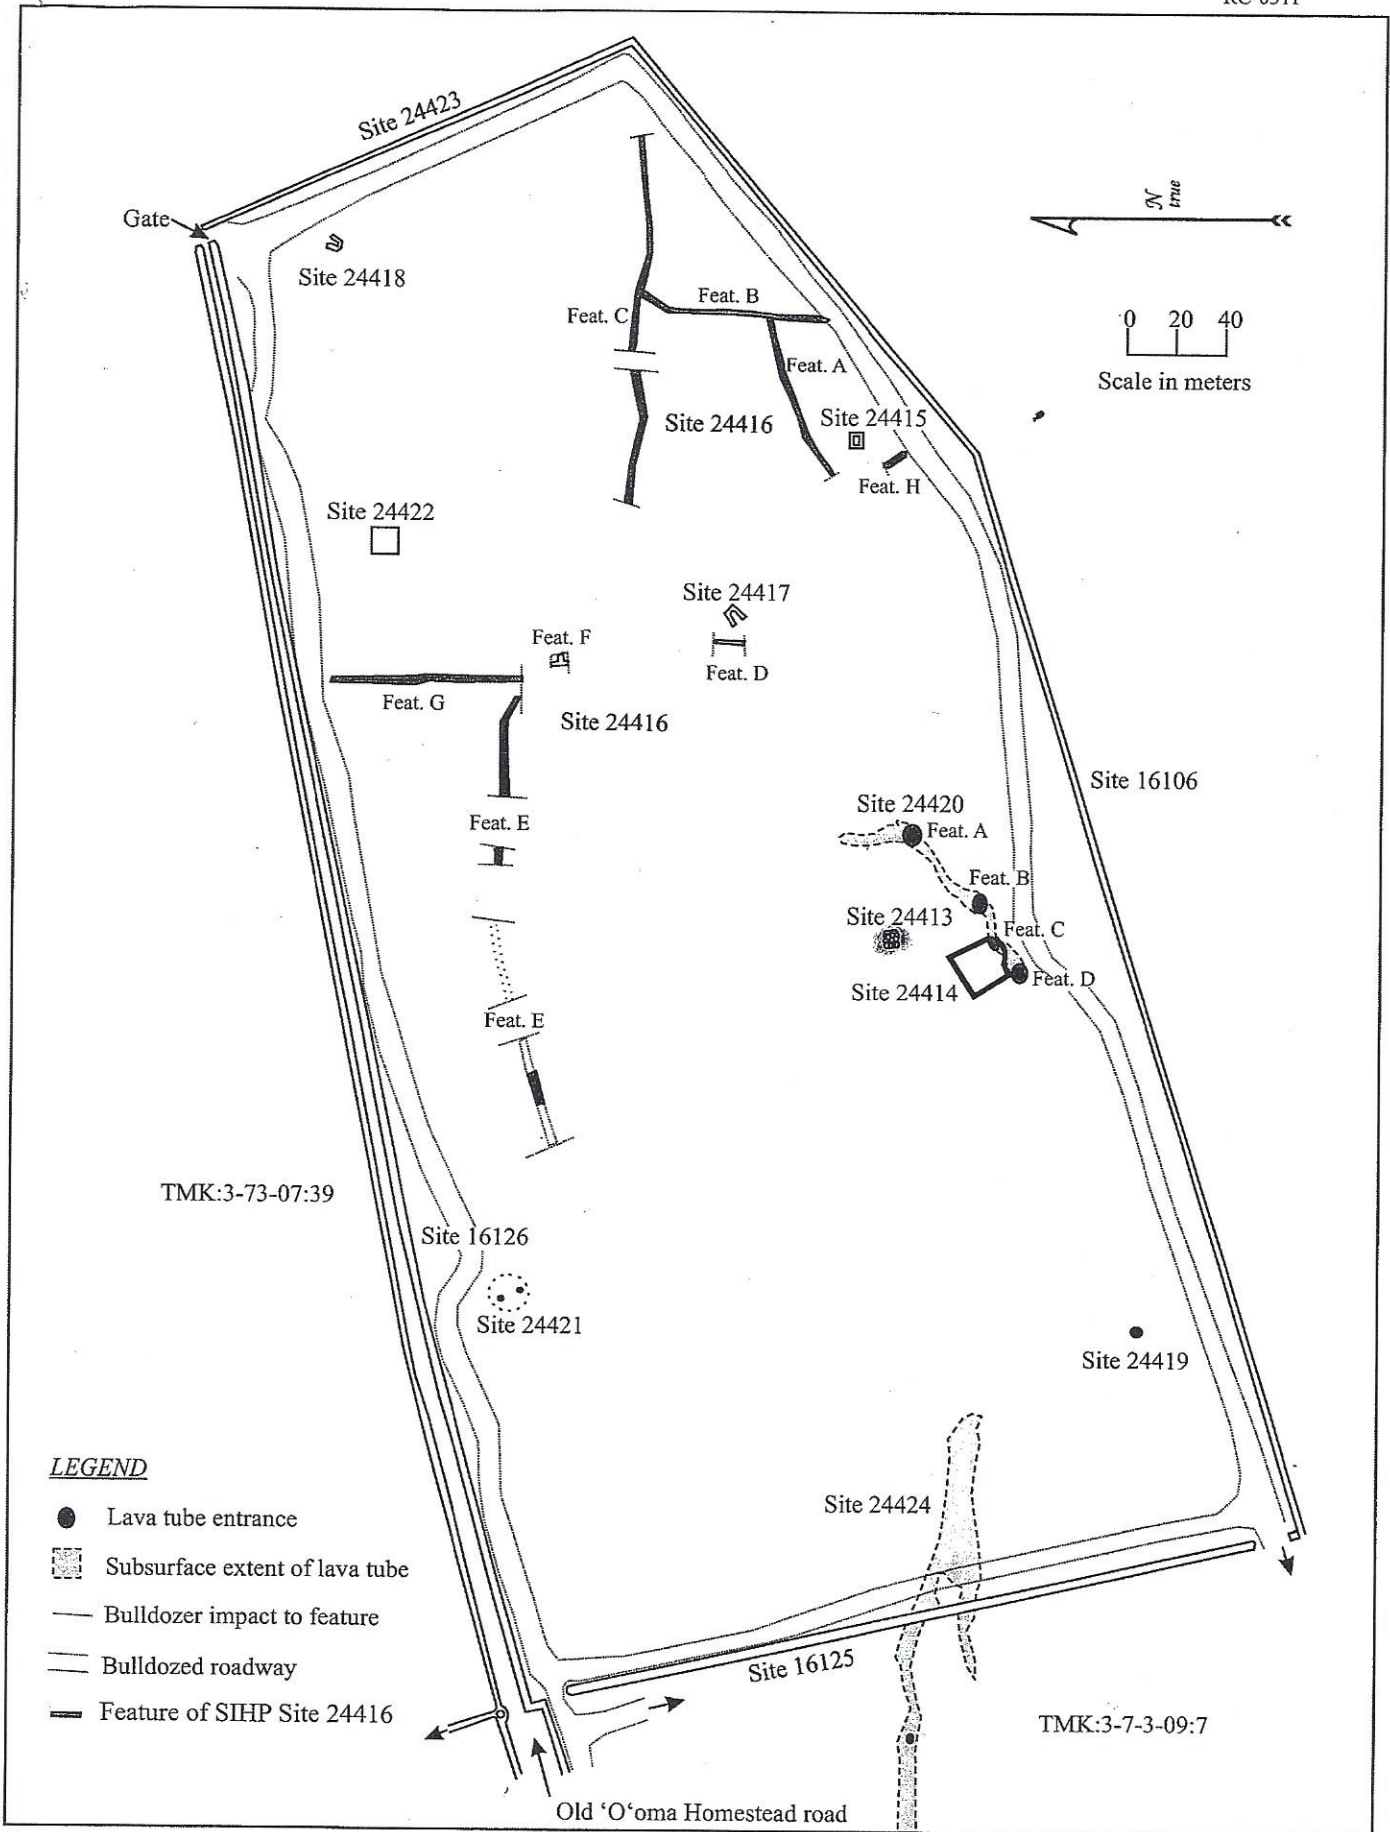 Site 24423
Gate
N
true
Site 24418
Feat. B
Feat. C
0 20 40
Feat. A
Scale in meters
Site 24416
Site 24415
Feat. H
Site 24422
Site 24417
Feat. F
Feat. D
Feat. G
Site 24416
Site 16106
Site 24420
Feat. E
Feat. A
Feat. B
Site 24413
Feat. C
Feat. D
Site 24414
Feat. E
TMK:3-73-07:39
Site 16126
Site 24421
Site 24419
LEGEND
Site 24424
Lava tube entrance
Subsurface extent of lava tube
Bulldozer impact to feature
Bulldozed roadway
Site 16125
Feature of SIHP Site 24416
TMK:3-7-3-09:7
Old ‘O‘oma Homestead road